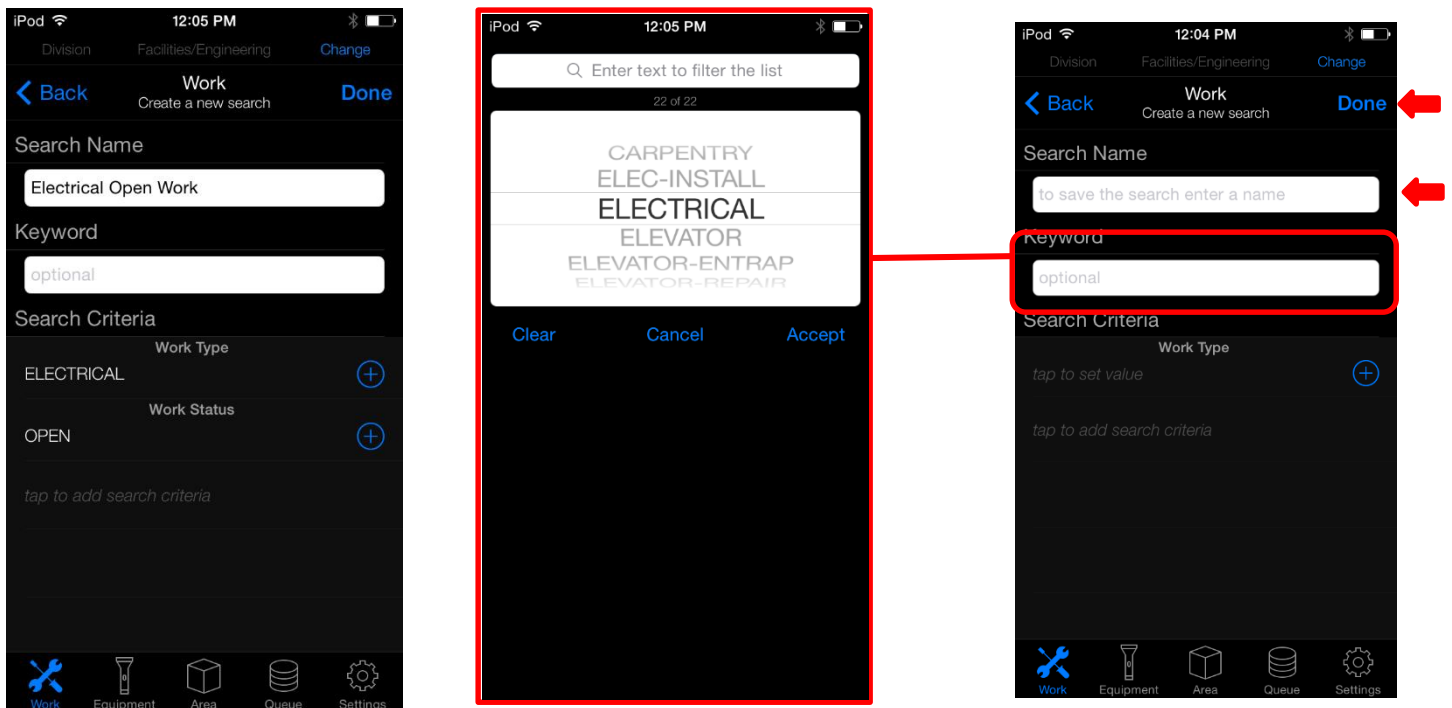 iPod 12:05 PM
Division Facilities/Engineering Change
Back Work Done
Create a new search
Search Name
Electrical Open Work
Keyword
optional
Search Criteria
Work Type
ELECTRICAL
Work Status
OPEN
tap to add search criteria
Work Equipment Area Queue Settings
iPod 12:05 PM
Enter text to filter the list
22 of 22
CARPENTRY
ELEC-INSTALL
ELECTRICAL
ELEVATOR
ELEVATOR-ENTRAP
ELEVATOR-REPAIR
Clear Cancel Accept
iPod 12:04 PM
Division Facilities/Engineering Change
Back Work Done
Create a new search
Search Name
to save the search enter a name
Keyword
optional
Search Criteria
Work Type
tap to set value
tap to add search criteria
Work Equipment Area Queue Settings